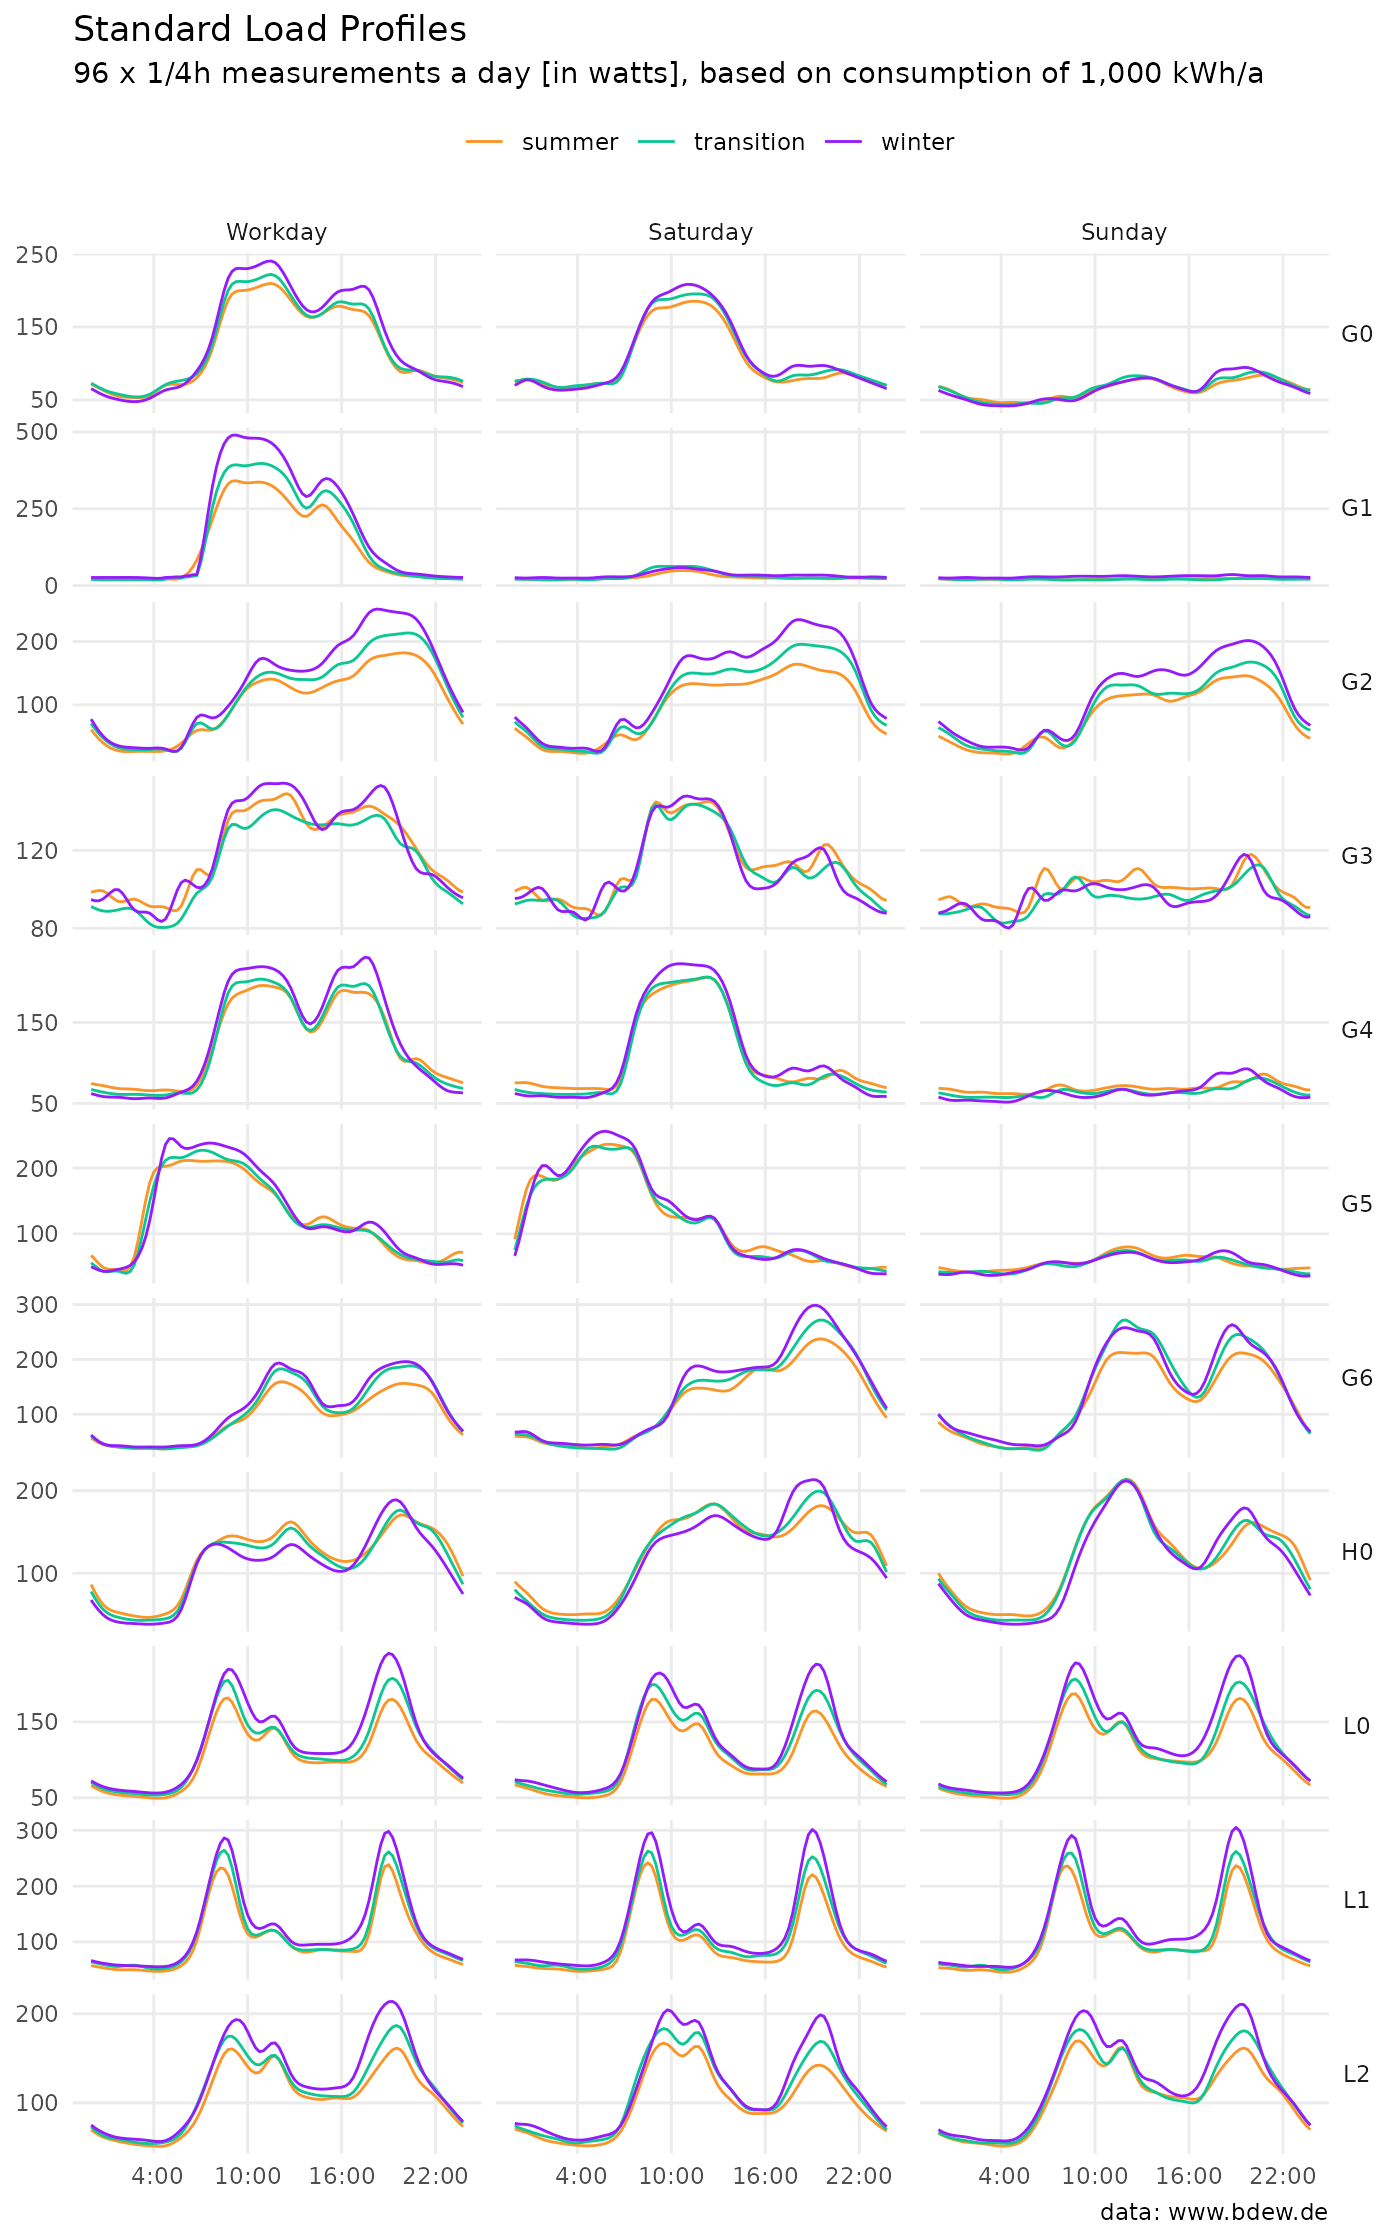 Standard Load Profiles
96 x 1/4h measurements a day [in watts], based on consumption of 1,000 kWh/a
summer transition winter
Workday Saturday Sunday
250
150
50
G0
500
250
0
G1
200
100
G2
120
80
G3
150
50
G4
200
100
G5
300
200
100
G6
200
100
H0
150
50
L0
300
200
100
L1
200
100
L2
4:00 10:00 16:00 22:00 4:00 10:00 16:00 22:00 4:00 10:00 16:00 22:00
data: www.bdew.de